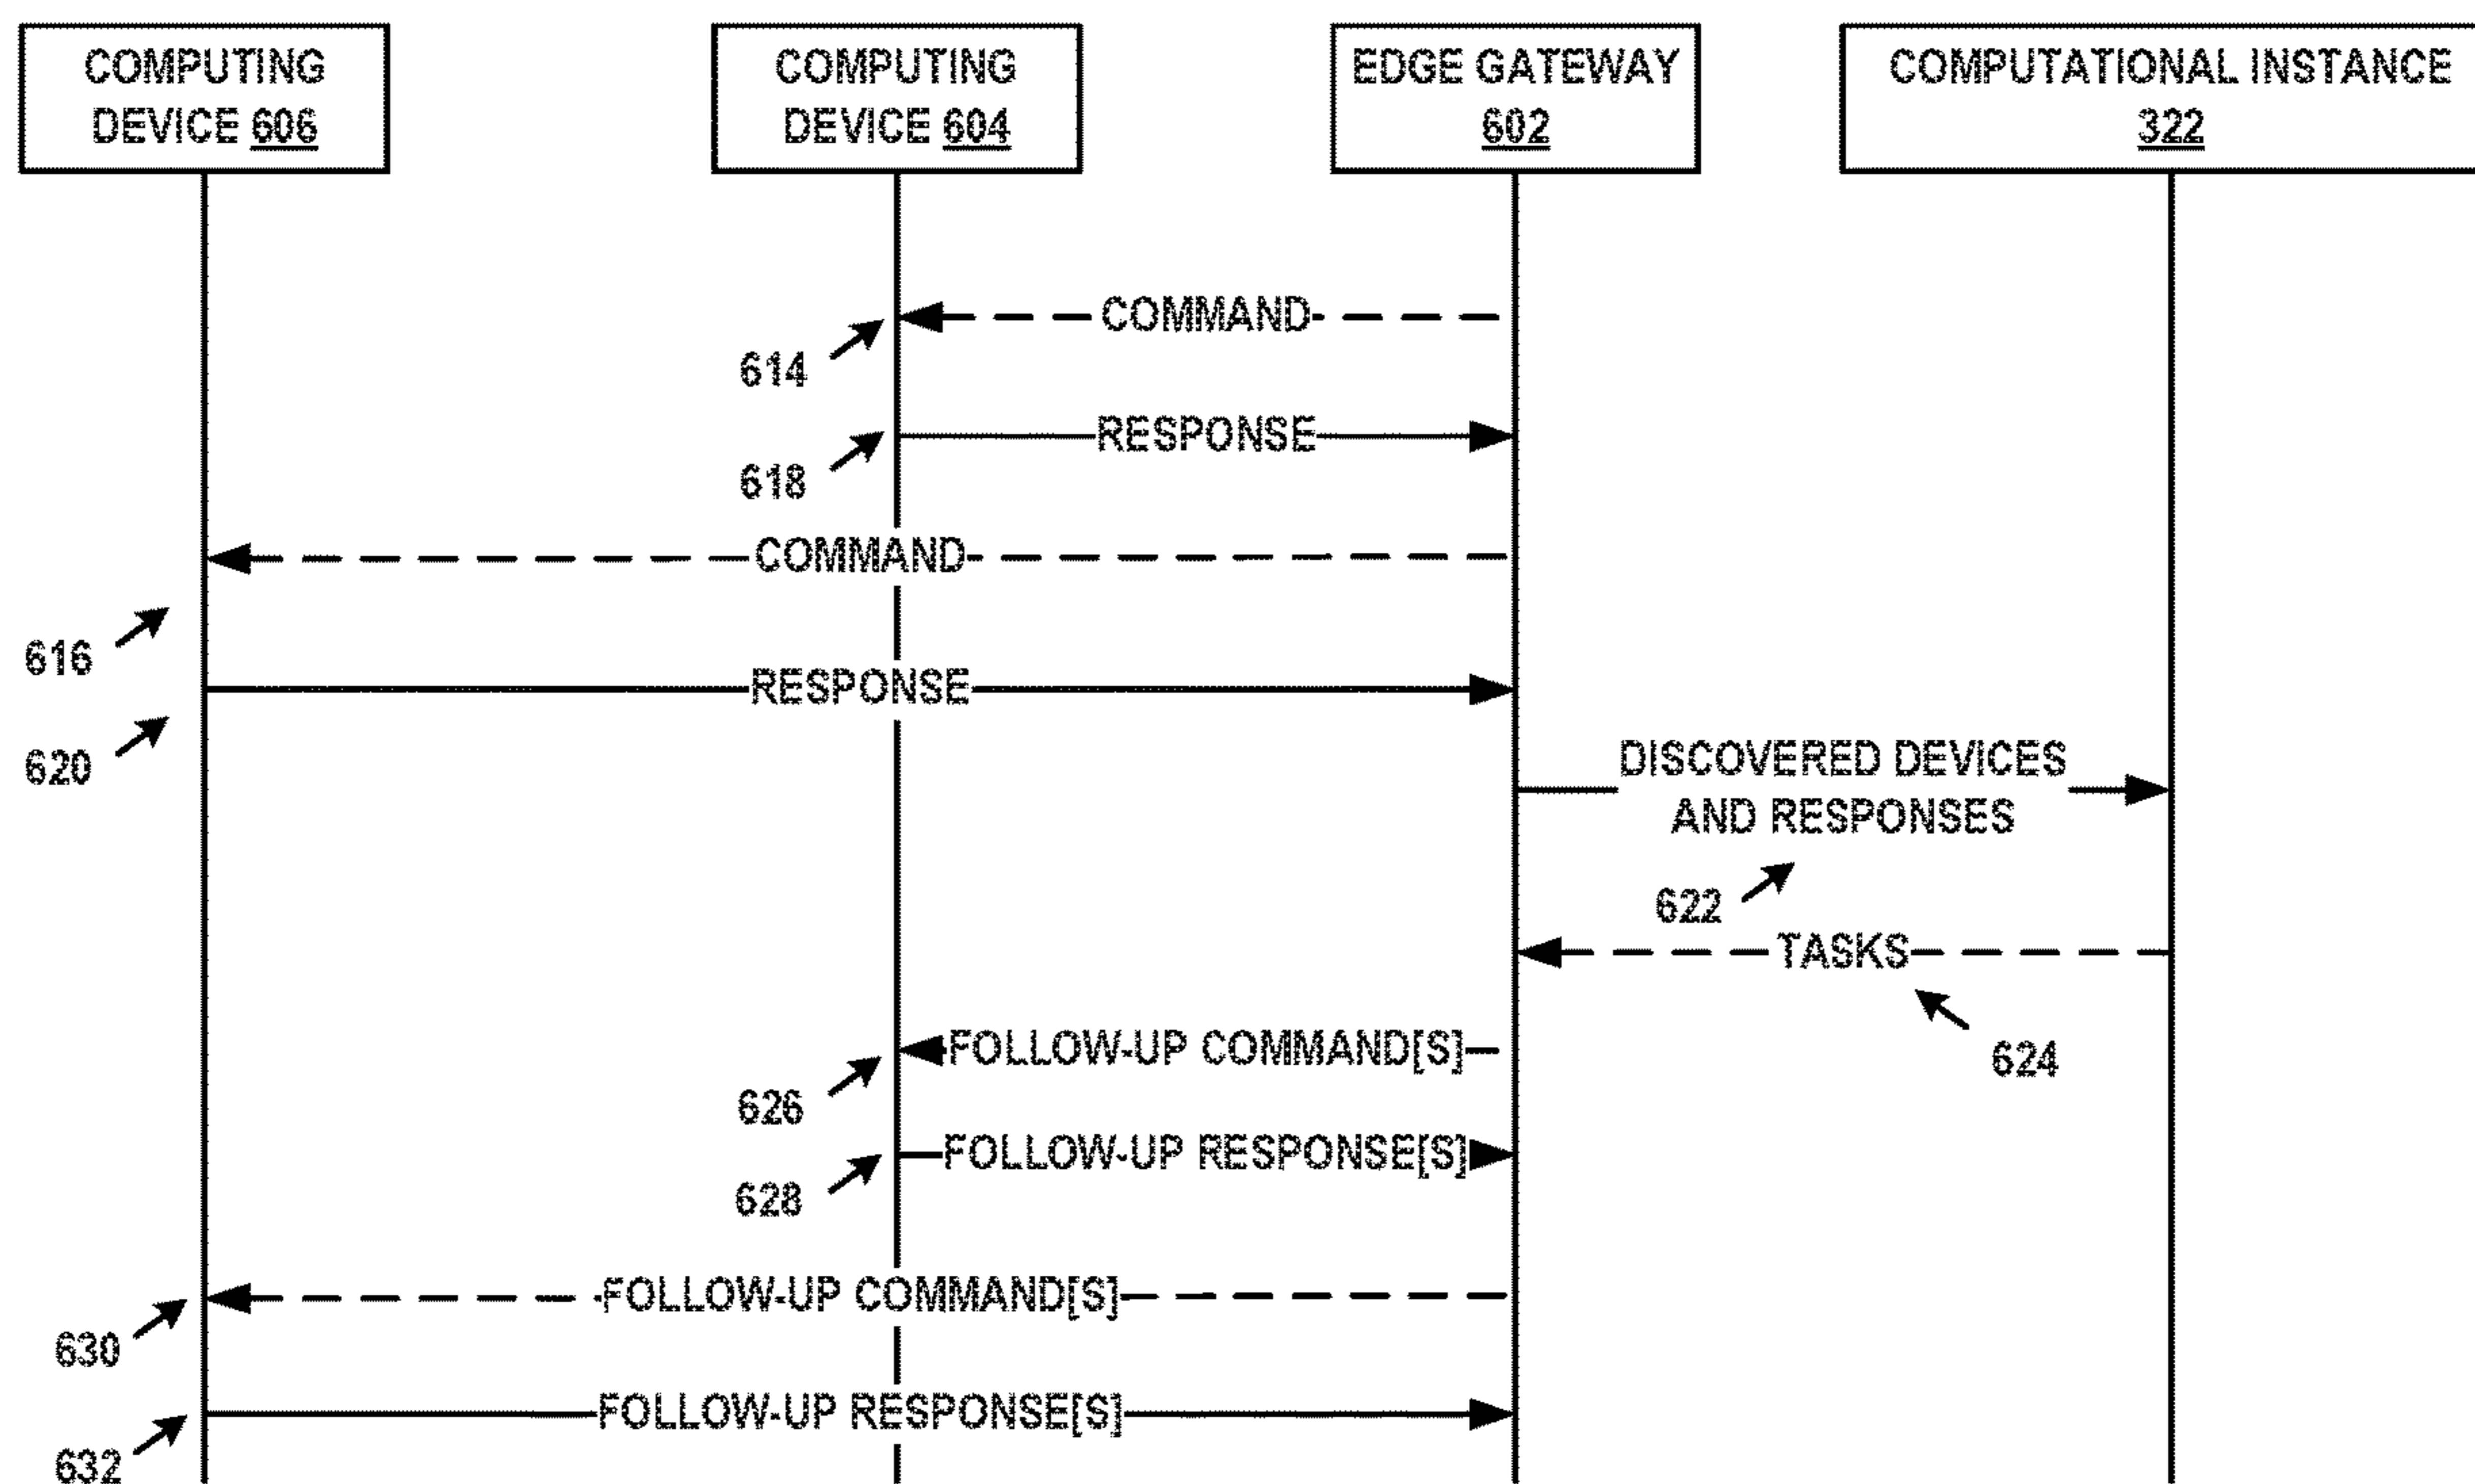 COMPUTING
DEVICE 606
COMPUTING
DEVICE 604
EDGE GATEWAY
602
COMPUTATIONAL INSTANCE
322
COMMAND
614
RESPONSE
618
COMMAND
616
RESPONSE
620
DISCOVERED DEVICES
AND RESPONSES
622
TASKS
624
FOLLOW-UP COMMAND[S]
626
FOLLOW-UP RESPONSE[S]
628
FOLLOW-UP COMMAND[S]
630
FOLLOW-UP RESPONSE[S]
632